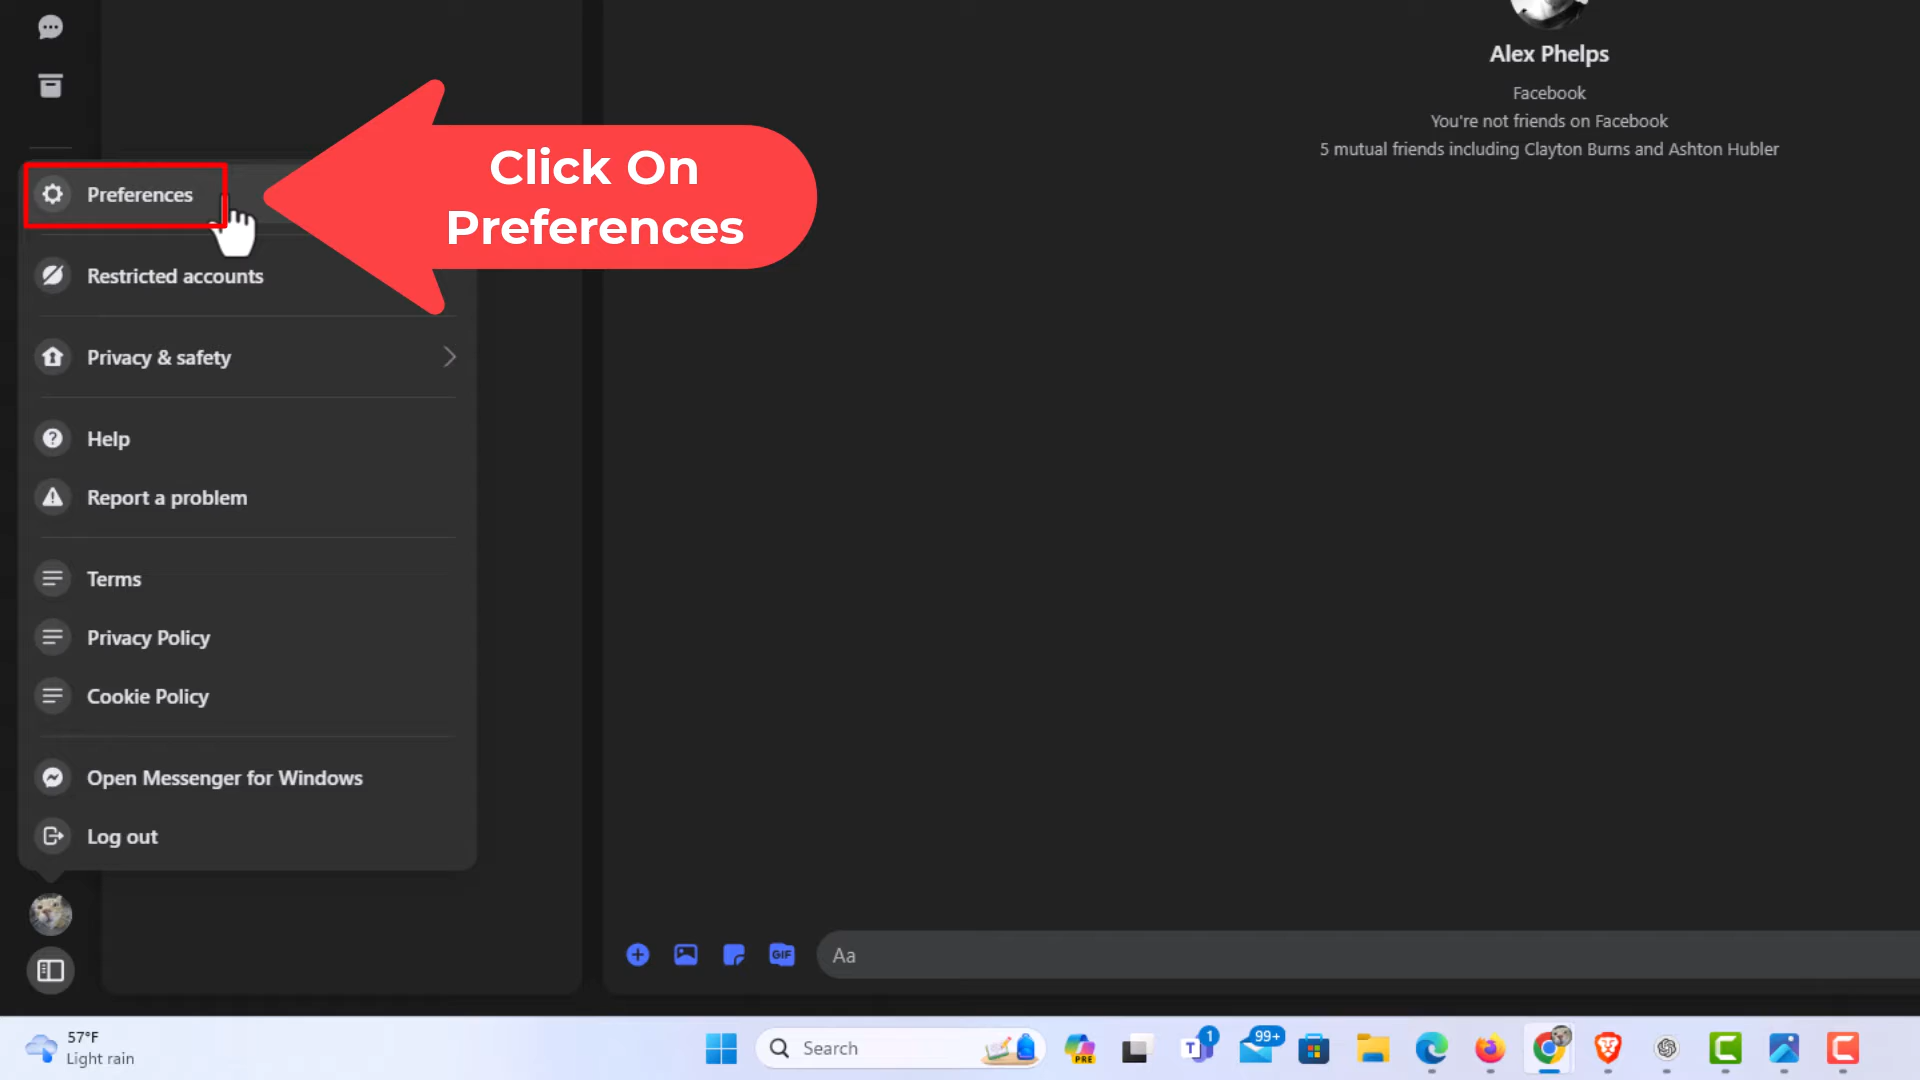 Alex Phelps
Facebook
You're not friends on Facebook
5 mutual friends including Clayton Burns and Ashton Hubler
Click On
Preferences
Preferences
Restricted accounts
Privacy & safety
Help
Report a problem
Terms
Privacy Policy
Cookie Policy
Open Messenger for Windows
Log out
GIF
Aa
57°F
Light rain
Search
PRE
T
1
99+